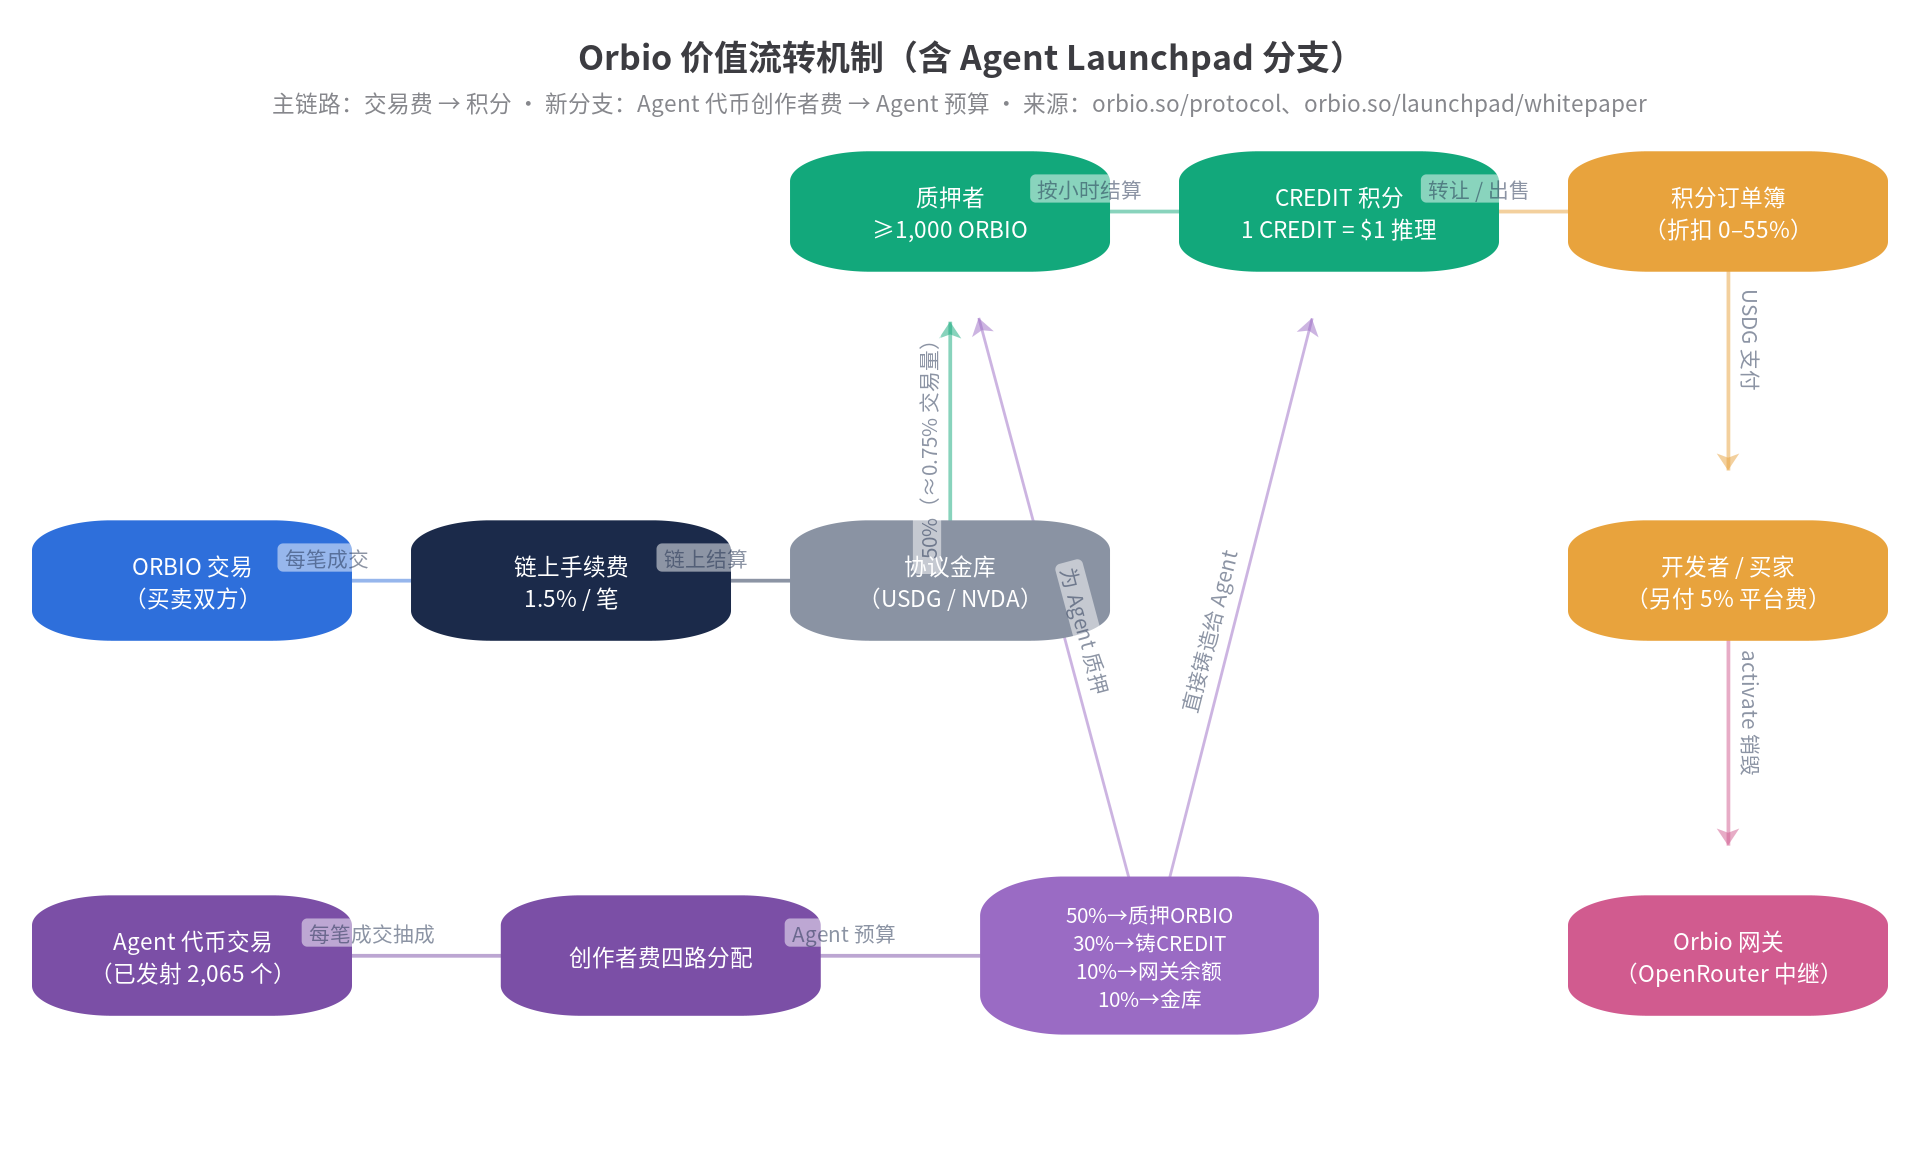 Orbio 价值流转机制（含 Agent Launchpad 分支）
主链路：交易费 → 积分 · 新分支：Agent 代币创作者费 → Agent 预算 · 来源：orbio.so/protocol、orbio.so/launchpad/whitepaper
质押者
≥1,000 ORBIO
按小时结算
CREDIT 积分
1 CREDIT = $1 推理
转让 / 出售
积分订单簿
（折扣 0–55%）
USDG 支付
50%（≈0.75% 交易量）
ORBIO 交易
（买卖双方）
每笔成交
链上手续费
1.5% / 笔
链上结算
协议金库
（USDG / NVDA）
为 Agent 质押
直接铸造给 Agent
开发者 / 买家
（另付 5% 平台费）
activate 销毁
Agent 代币交易
（已发射 2,065 个）
每笔成交抽成
创作者费四路分配
Agent 预算
50%→质押ORBIO
30%→铸CREDIT
10%→网关余额
10%→金库
Orbio 网关
（OpenRouter 中继）